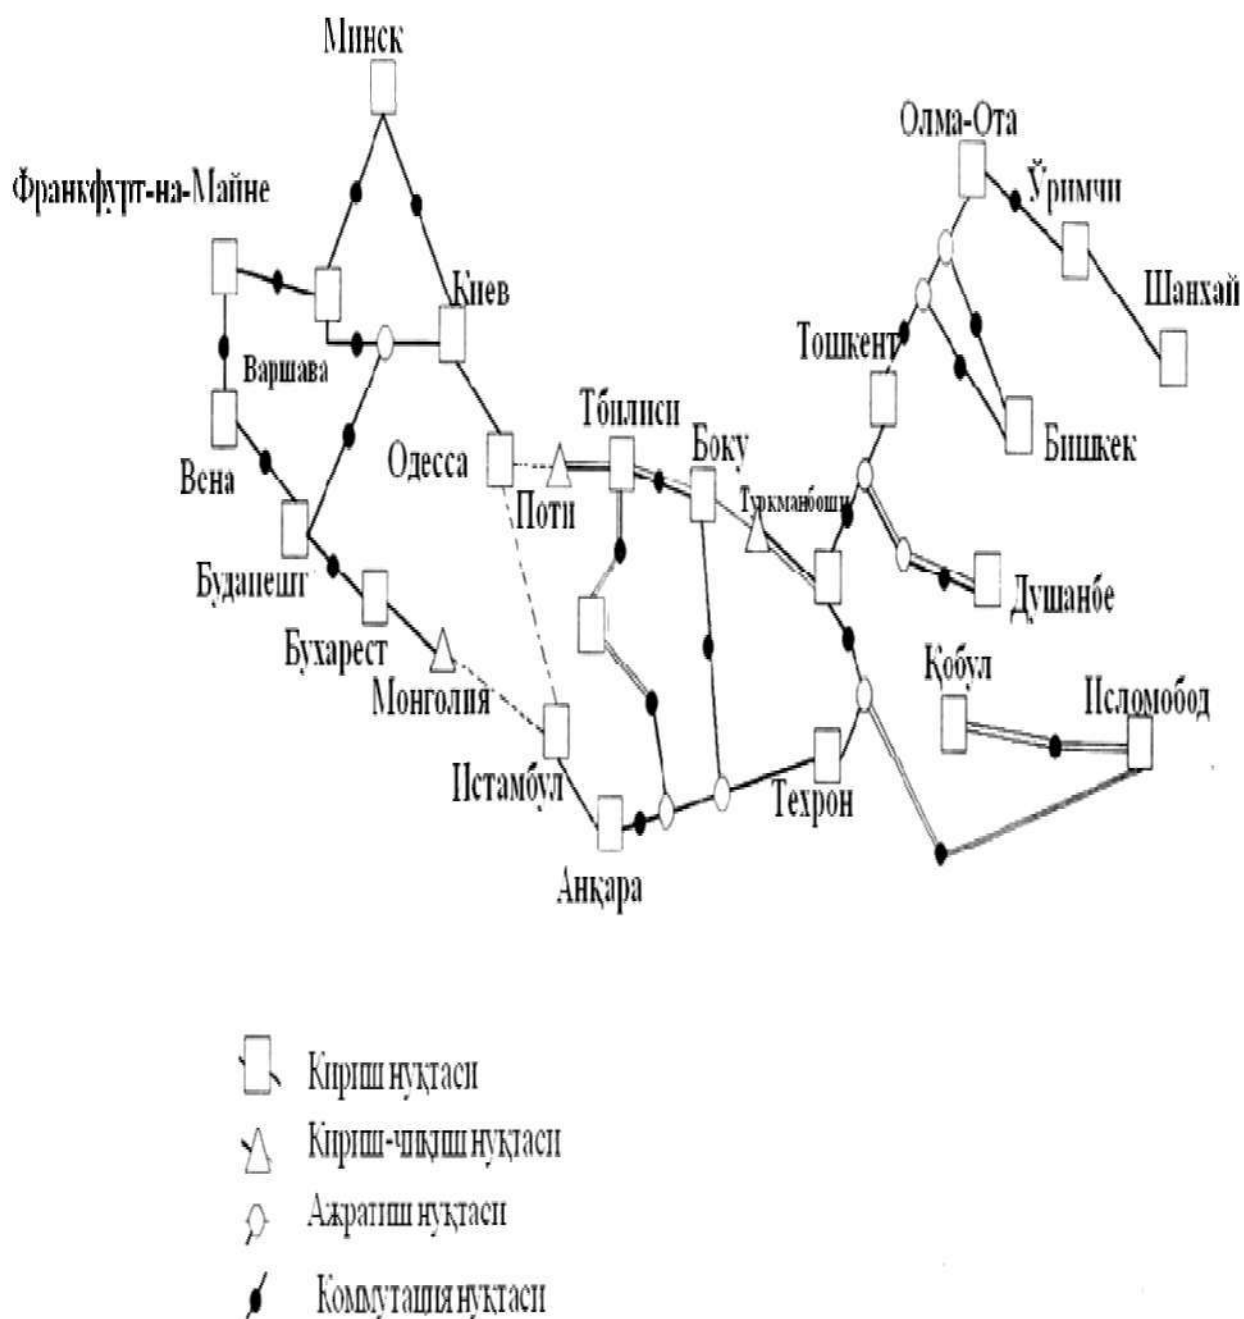 Минск
Олма-Ота
Франкфурт-на-Майне
Ўримчи
Киев
Шанхай
Тошкент
Варшава
Тбилиси
Боку
Бишкек
Вена
Одесса
Поти
Туркманбоши
Будапешт
Душанбе
Бухарест
Қобул
Монголия
Исломобод
Истамбул
Техрон
Анқара
Кириш нуқтаси
Кириш-чиқиш нуқтаси
Ажратиш нуқтаси
Коммутация нуқтаси